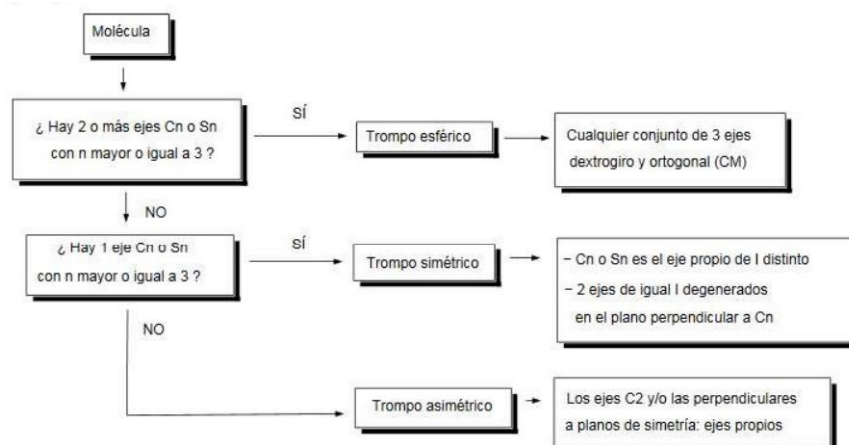 Molécula
¿ Hay 2 o más ejes Cn o Sn
con n mayor o igual a 3 ?
SÍ
Trompo esférico
Cualquier conjunto de 3 ejes
dextrogiro y ortogonal (CM)
NO
¿ Hay 1 eje Cn o Sn
con n mayor o igual a 3 ?
SÍ
Trompo simétrico
– Cn o Sn es el eje propio de I distinto
– 2 ejes de igual I degenerados
en el plano perpendicular a Cn
NO
Trompo asimétrico
Los ejes C2 y/o las perpendiculares
a planos de simetría: ejes propios